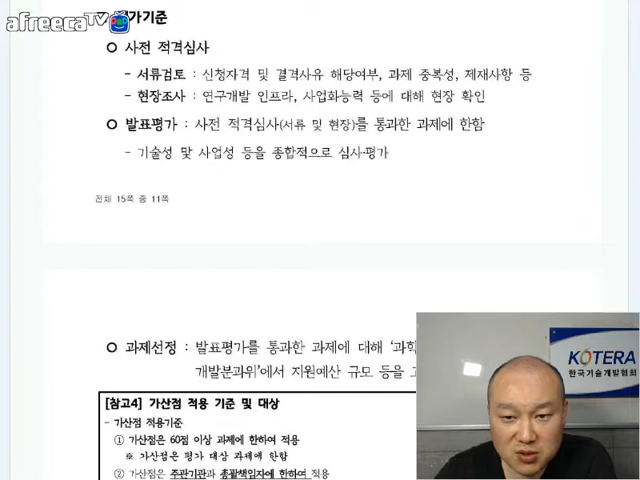 afreecaTV
가기준
○ 사전 적격심사
- 서류검토 : 신청자격 및 결격사유 해당여부, 과제 중복성, 제재사항 등
- 현장조사 : 연구개발 인프라, 사업화능력 등에 대해 현장 확인
○ 발표평가 : 사전 적격심사(서류 및 현장)를 통과한 과제에 한함
- 기술성 및 사업성 등을 종합적으로 심사·평가
전체 15쪽 중 11쪽
○ 과제선정 : 발표평가를 통과한 과제에 대해 '과학
개발분과위'에서 지원예산 규모 등을
[참고4] 가산점 적용 기준 및 대상
- 가산점 적용기준
① 가산점은 60점 이상 과제에 한하여 적용
※ 가산점은 평가 대상 과제에 한함
② 가산점은 주관기관과 총괄책임자에 한하여 적용
KOTERA
한국기술개발협회